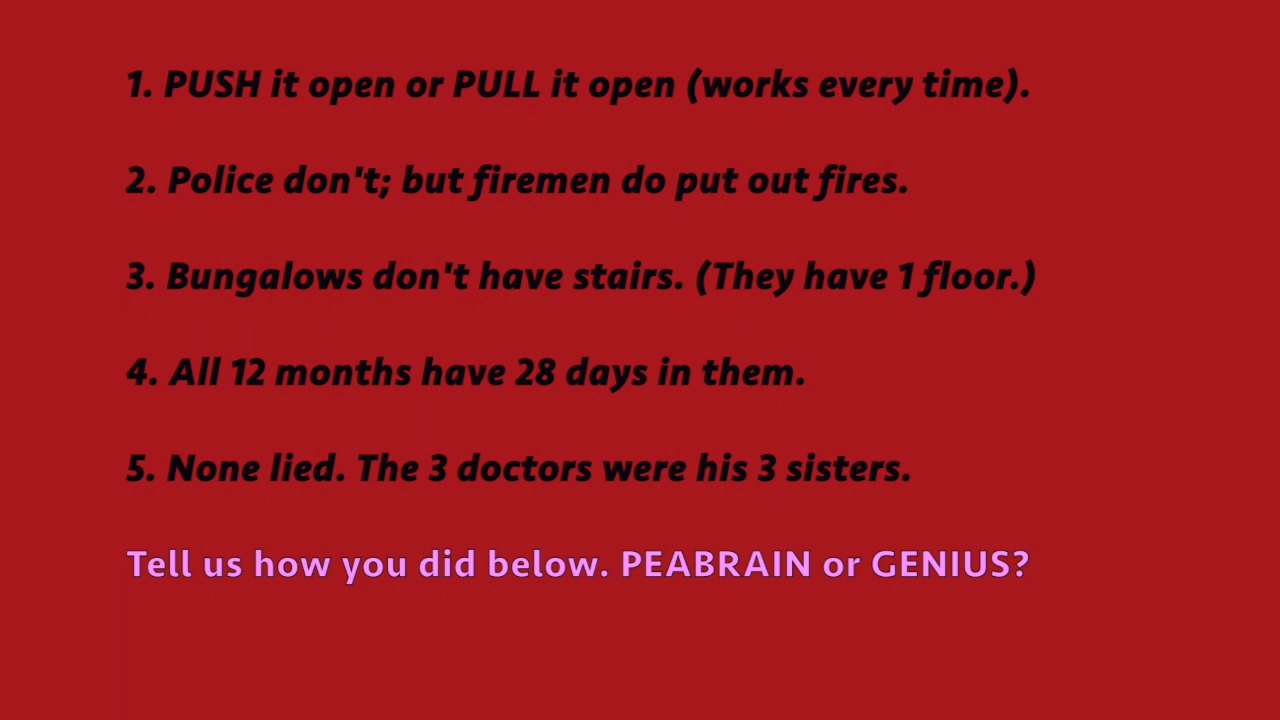 1. PUSH it open or PULL it open (works every time).
2. Police don't; but firemen do put out fires.
3. Bungalows don't have stairs. (They have 1 floor.)
4. All 12 months have 28 days in them.
5. None lied. The 3 doctors were his 3 sisters.
Tell us how you did below. PEABRAIN or GENIUS?